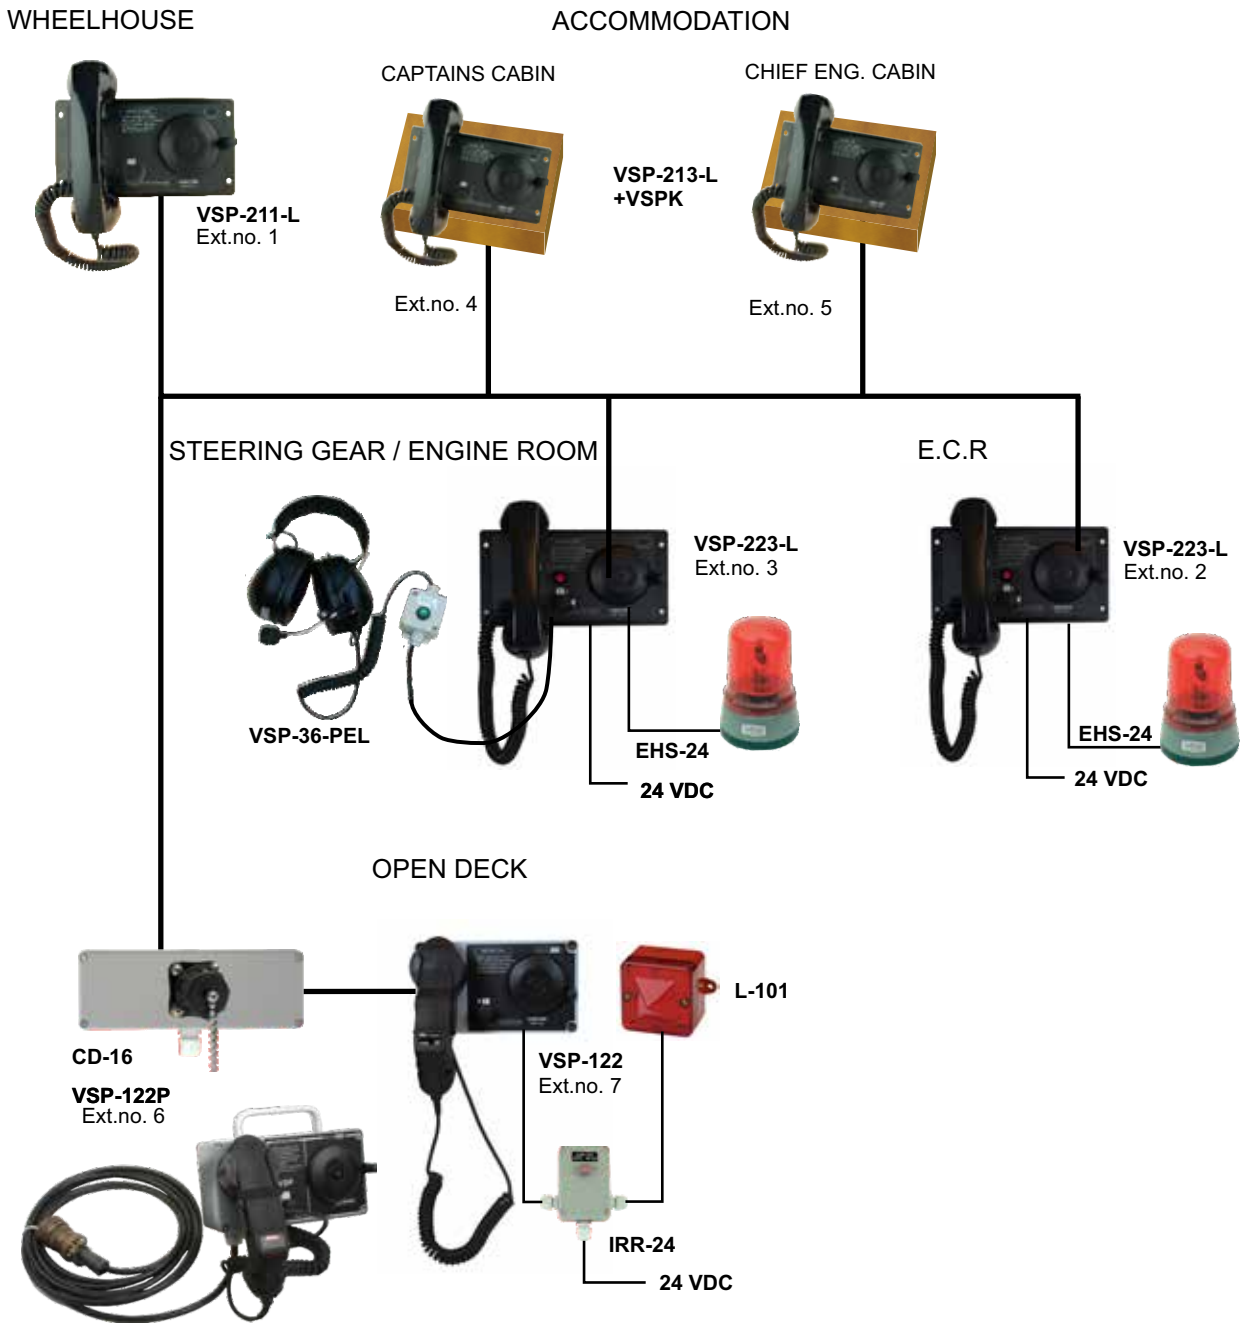 WHEELHOUSE
ACCOMMODATION
CAPTAINS CABIN
CHIEF ENG. CABIN
VSP-211-L
Ext.no. 1
VSP-213-L
+VSPK
Ext.no. 4
Ext.no. 5
STEERING GEAR / ENGINE ROOM
E.C.R
VSP-36-PEL
VSP-223-L
Ext.no. 3
EHS-24
24 VDC
VSP-223-L
Ext.no. 2
EHS-24
24 VDC
OPEN DECK
CD-16
VSP-122P
Ext.no. 6
VSP-122
Ext.no. 7
L-101
IRR-24
24 VDC